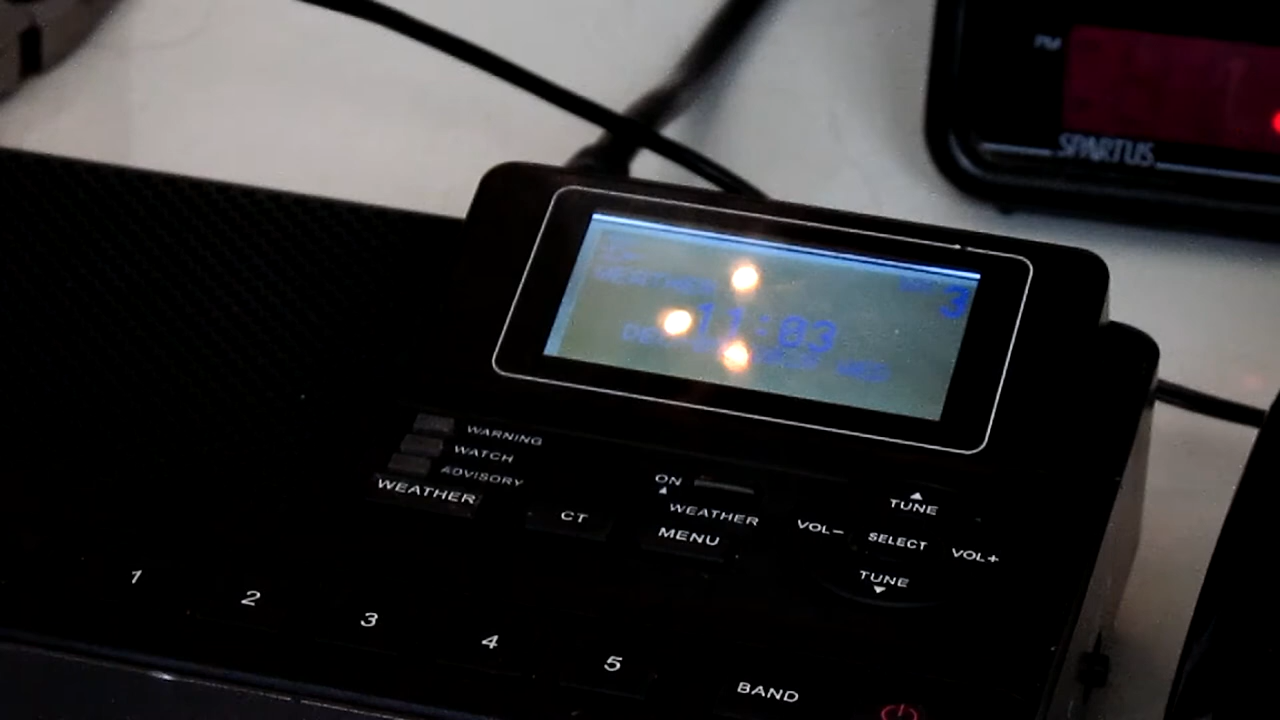 PM
SPARTUS
WEATHER
3
11:03
WARNING
WATCH
ADVISORY
WEATHER
CT
ON
WEATHER
MENU
VOL-
TUNE
SELECT
VOL+
TUNE
1
2
3
4
5
BAND